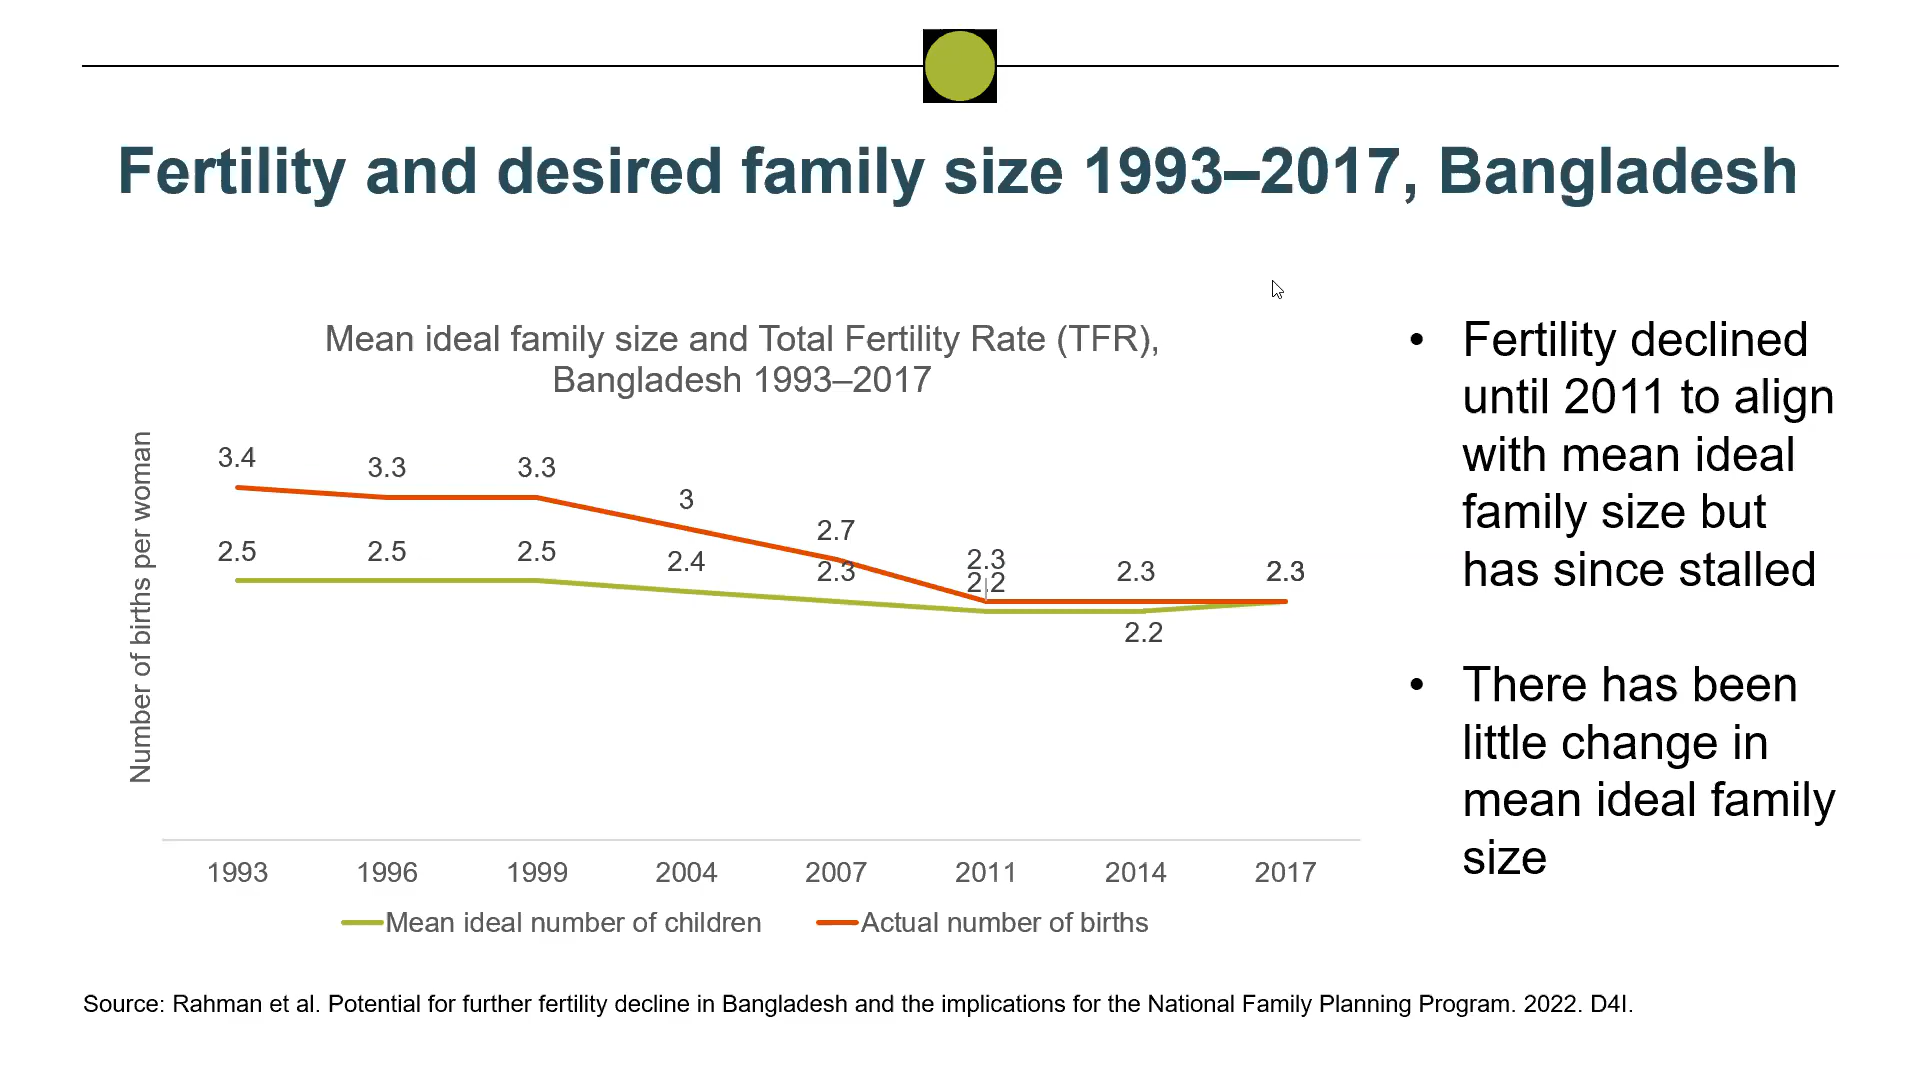 Fertility and desired family size 1993–2017, Bangladesh
Mean ideal family size and Total Fertility Rate (TFR),
Bangladesh 1993–2017
Number of births per woman
3.4
3.3
3.3
3
2.7
2.3
2.3
2.3
2.5
2.5
2.5
2.4
2.3
2.2
2.2
1993
1996
1999
2004
2007
2011
2014
2017
Mean ideal number of children
Actual number of births
• Fertility declined
until 2011 to align
with mean ideal
family size but
has since stalled
• There has been
little change in
mean ideal family
size
Source: Rahman et al. Potential for further fertility decline in Bangladesh and the implications for the National Family Planning Program. 2022. D4I.